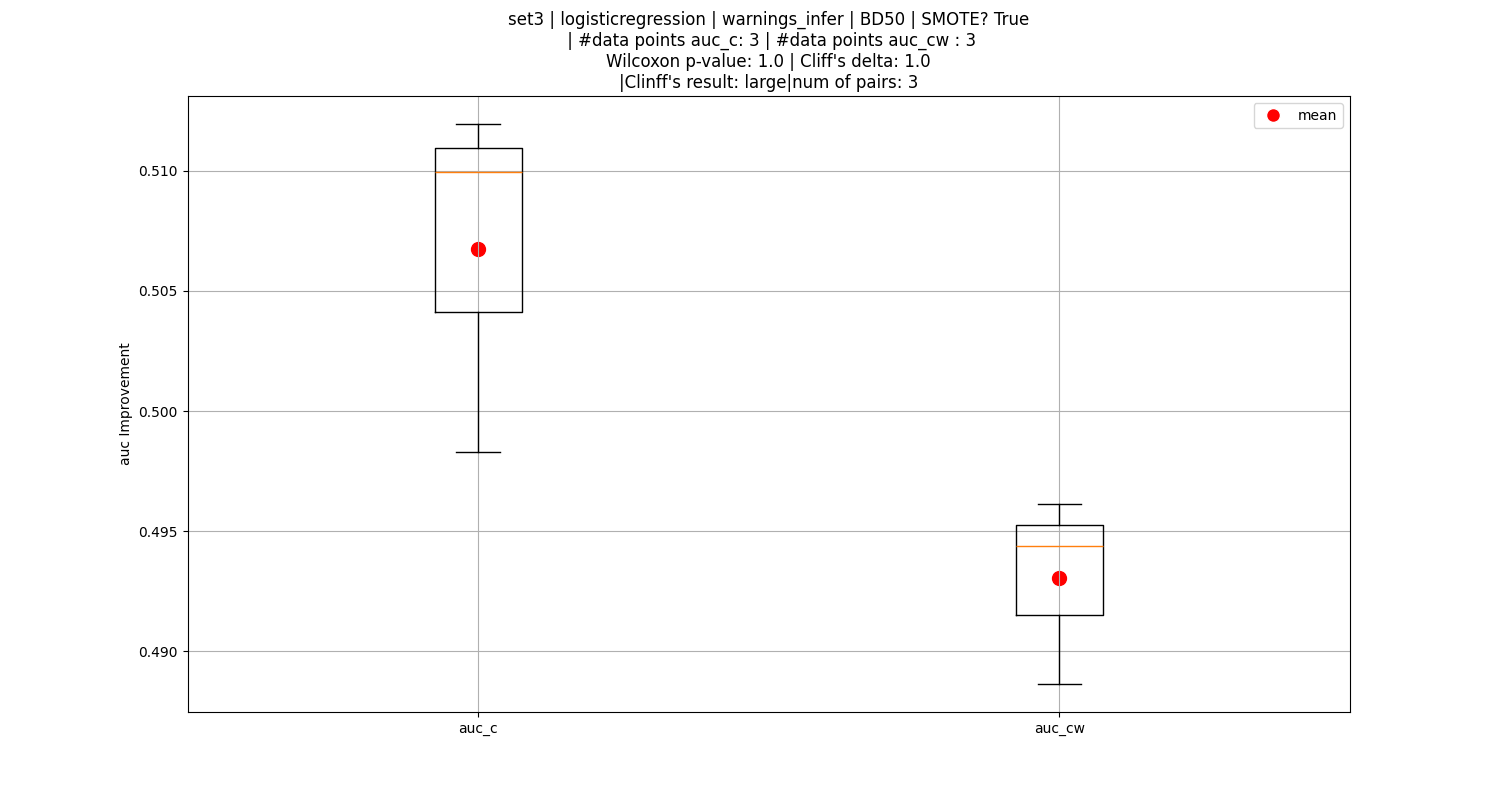 set3 | logisticregression | warnings_infer | BD50 | SMOTE? True
| #data points auc_c: 3 | #data points auc_cw : 3
Wilcoxon p-value: 1.0 | Cliff's delta: 1.0
|Clinff's result: large|num of pairs: 3
mean
0.510
0.505
0.500
0.495
0.490
auc Improvement
auc_c
auc_cw